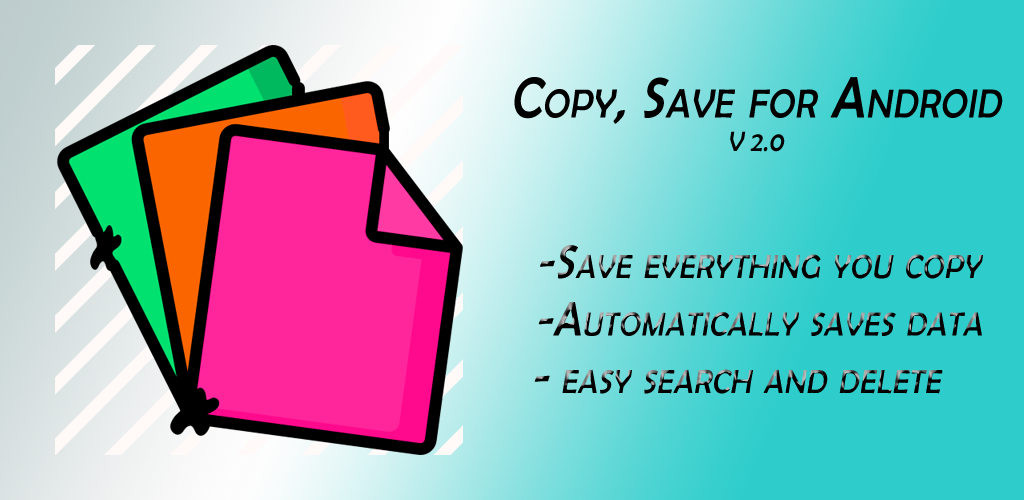 Copy, Save for Android
V 2.0
-Save everything you copy
-Automatically saves data
- easy search and delete